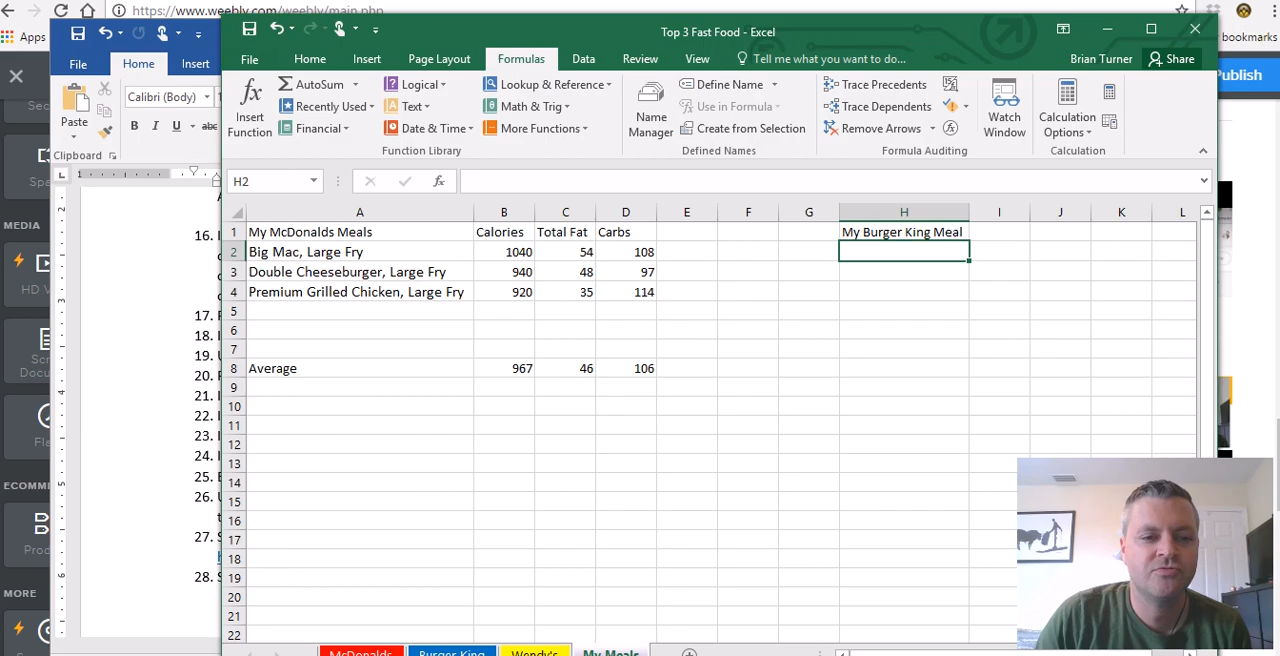 https://www.weebly.com/weebly/main.php
Apps
bookmarks
Publish
Top 3 Fast Food - Excel
File Home Insert
File Home Insert Page Layout Formulas Data Review View Tell me what you want to do... Brian Turner Share
Paste
Clipboard
Calibri (Body)
B I U abc
Insert Function
AutoSum
Recently Used
Financial
Logical
Text
Date & Time
Lookup & Reference
Math & Trig
More Functions
Function Library
Name Manager
Define Name
Use in Formula
Create from Selection
Defined Names
Trace Precedents
Trace Dependents
Remove Arrows
Formula Auditing
Watch Window
Calculation Options
Calculation
H2
fx
A B C D E F G H I J K L
1 My McDonalds Meals Calories Total Fat Carbs My Burger King Meal
2 Big Mac, Large Fry 1040 54 108
3 Double Cheeseburger, Large Fry 940 48 97
4 Premium Grilled Chicken, Large Fry 920 35 114
5
6
7
8 Average 967 46 106
9
10
11
12
13
14
15
16
17
18
19
20
21
22
McDonalds Burger King Wendy's My Meals
MEDIA
HD V
Docu
ECOMM
Prod
MORE
16.
17.
18.
19.
20.
21.
22.
23.
24.
25.
26.
27.
28.